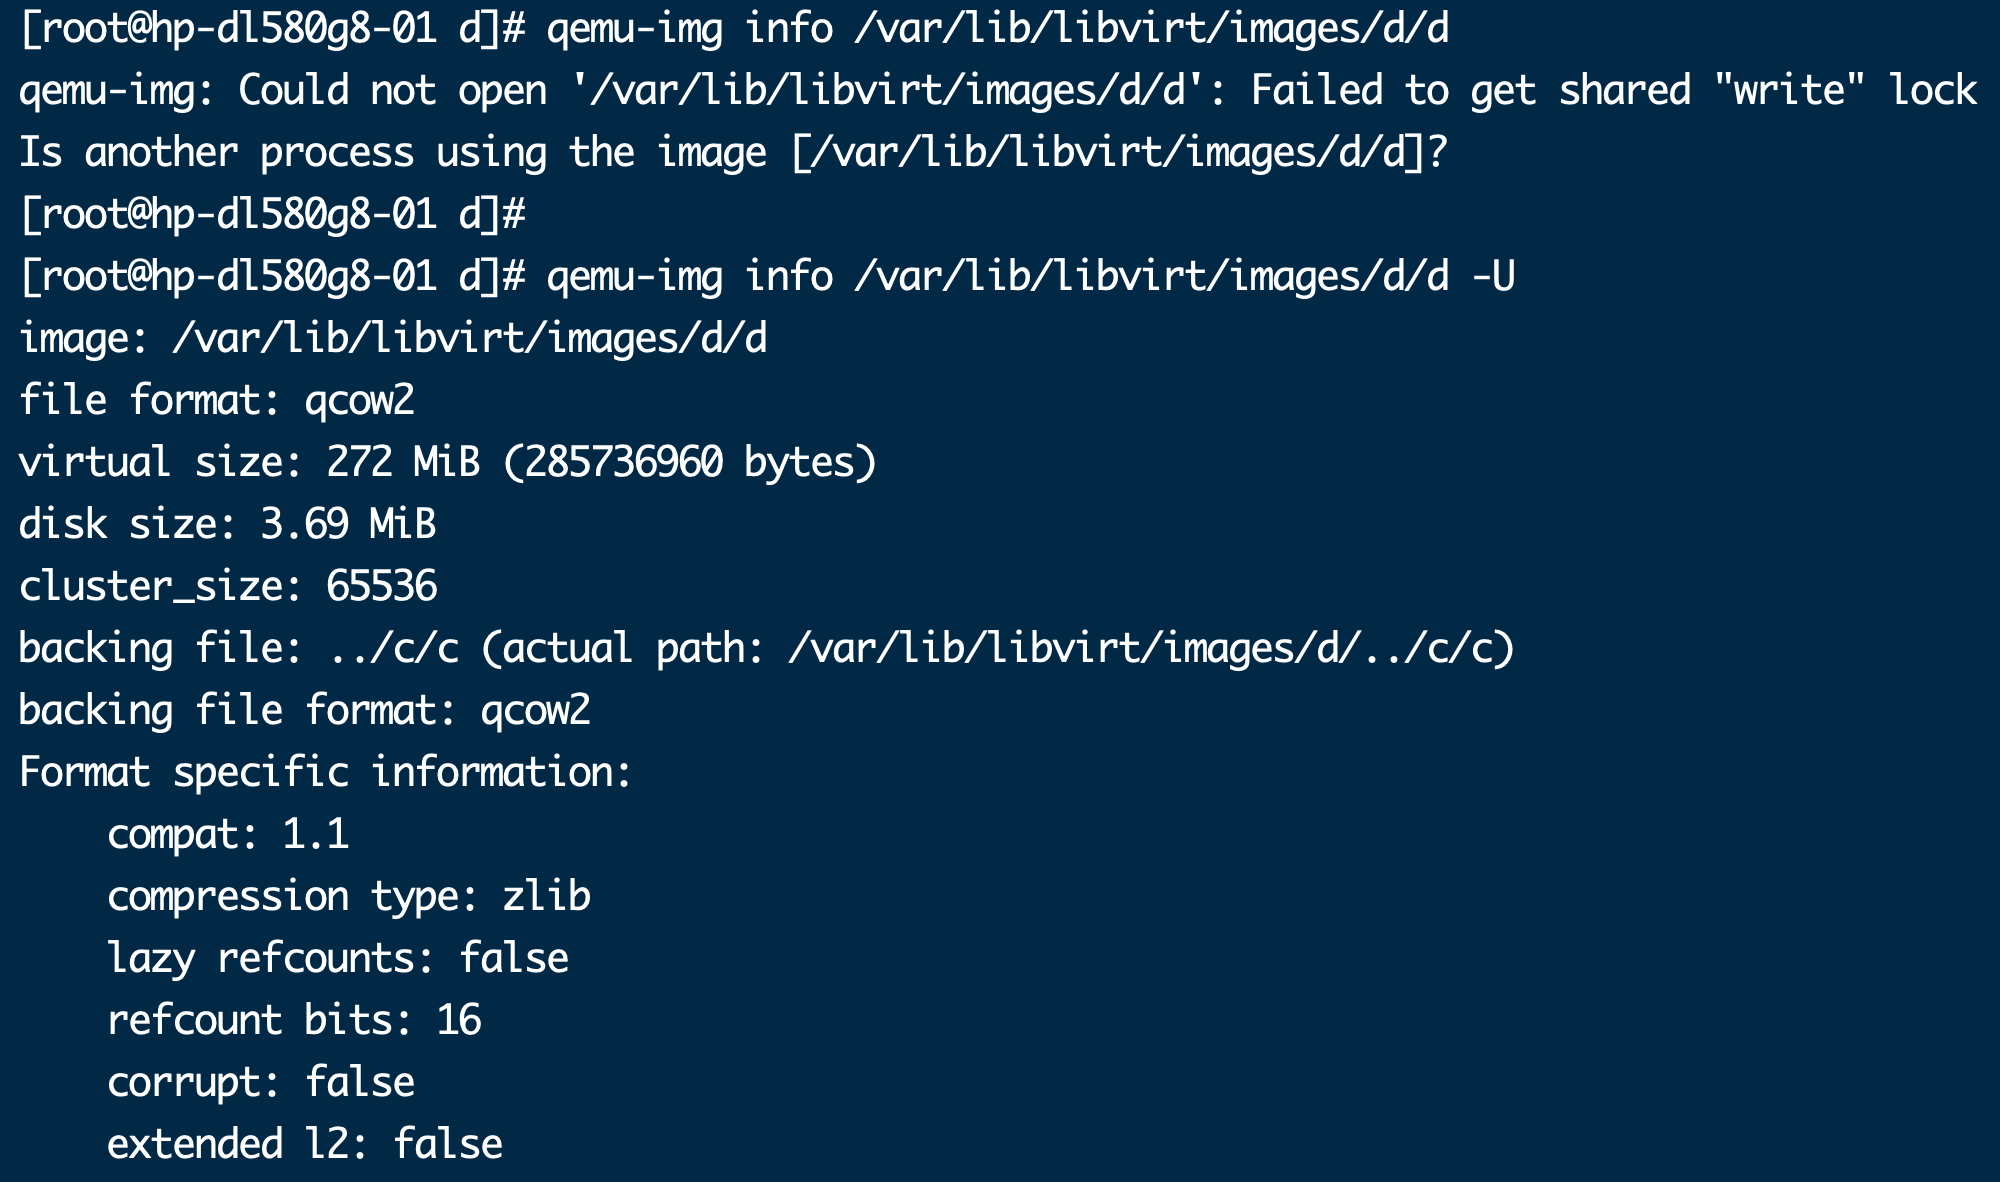 [root@hp-dl580g8-01 d]# qemu-img info /var/lib/libvirt/images/d/d
qemu-img: Could not open '/var/lib/libvirt/images/d/d': Failed to get shared "write" lock
Is another process using the image [/var/lib/libvirt/images/d/d]?
[root@hp-dl580g8-01 d]#
[root@hp-dl580g8-01 d]# qemu-img info /var/lib/libvirt/images/d/d -U
image: /var/lib/libvirt/images/d/d
file format: qcow2
virtual size: 272 MiB (285736960 bytes)
disk size: 3.69 MiB
cluster_size: 65536
backing file: ../c/c (actual path: /var/lib/libvirt/images/d/../c/c)
backing file format: qcow2
Format specific information:
    compat: 1.1
    compression type: zlib
    lazy refcounts: false
    refcount bits: 16
    corrupt: false
    extended l2: false